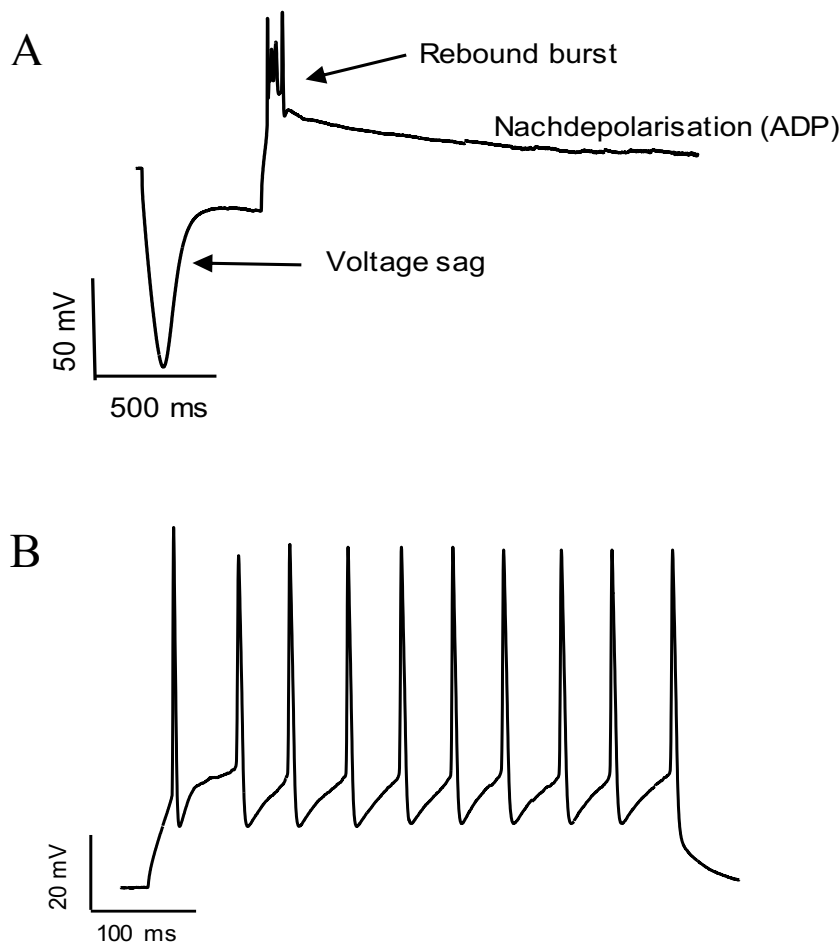 A
Rebound burst
Nachdepolarisation (ADP)
Voltage sag
50 mV
500 ms
B
20 mV
100 ms